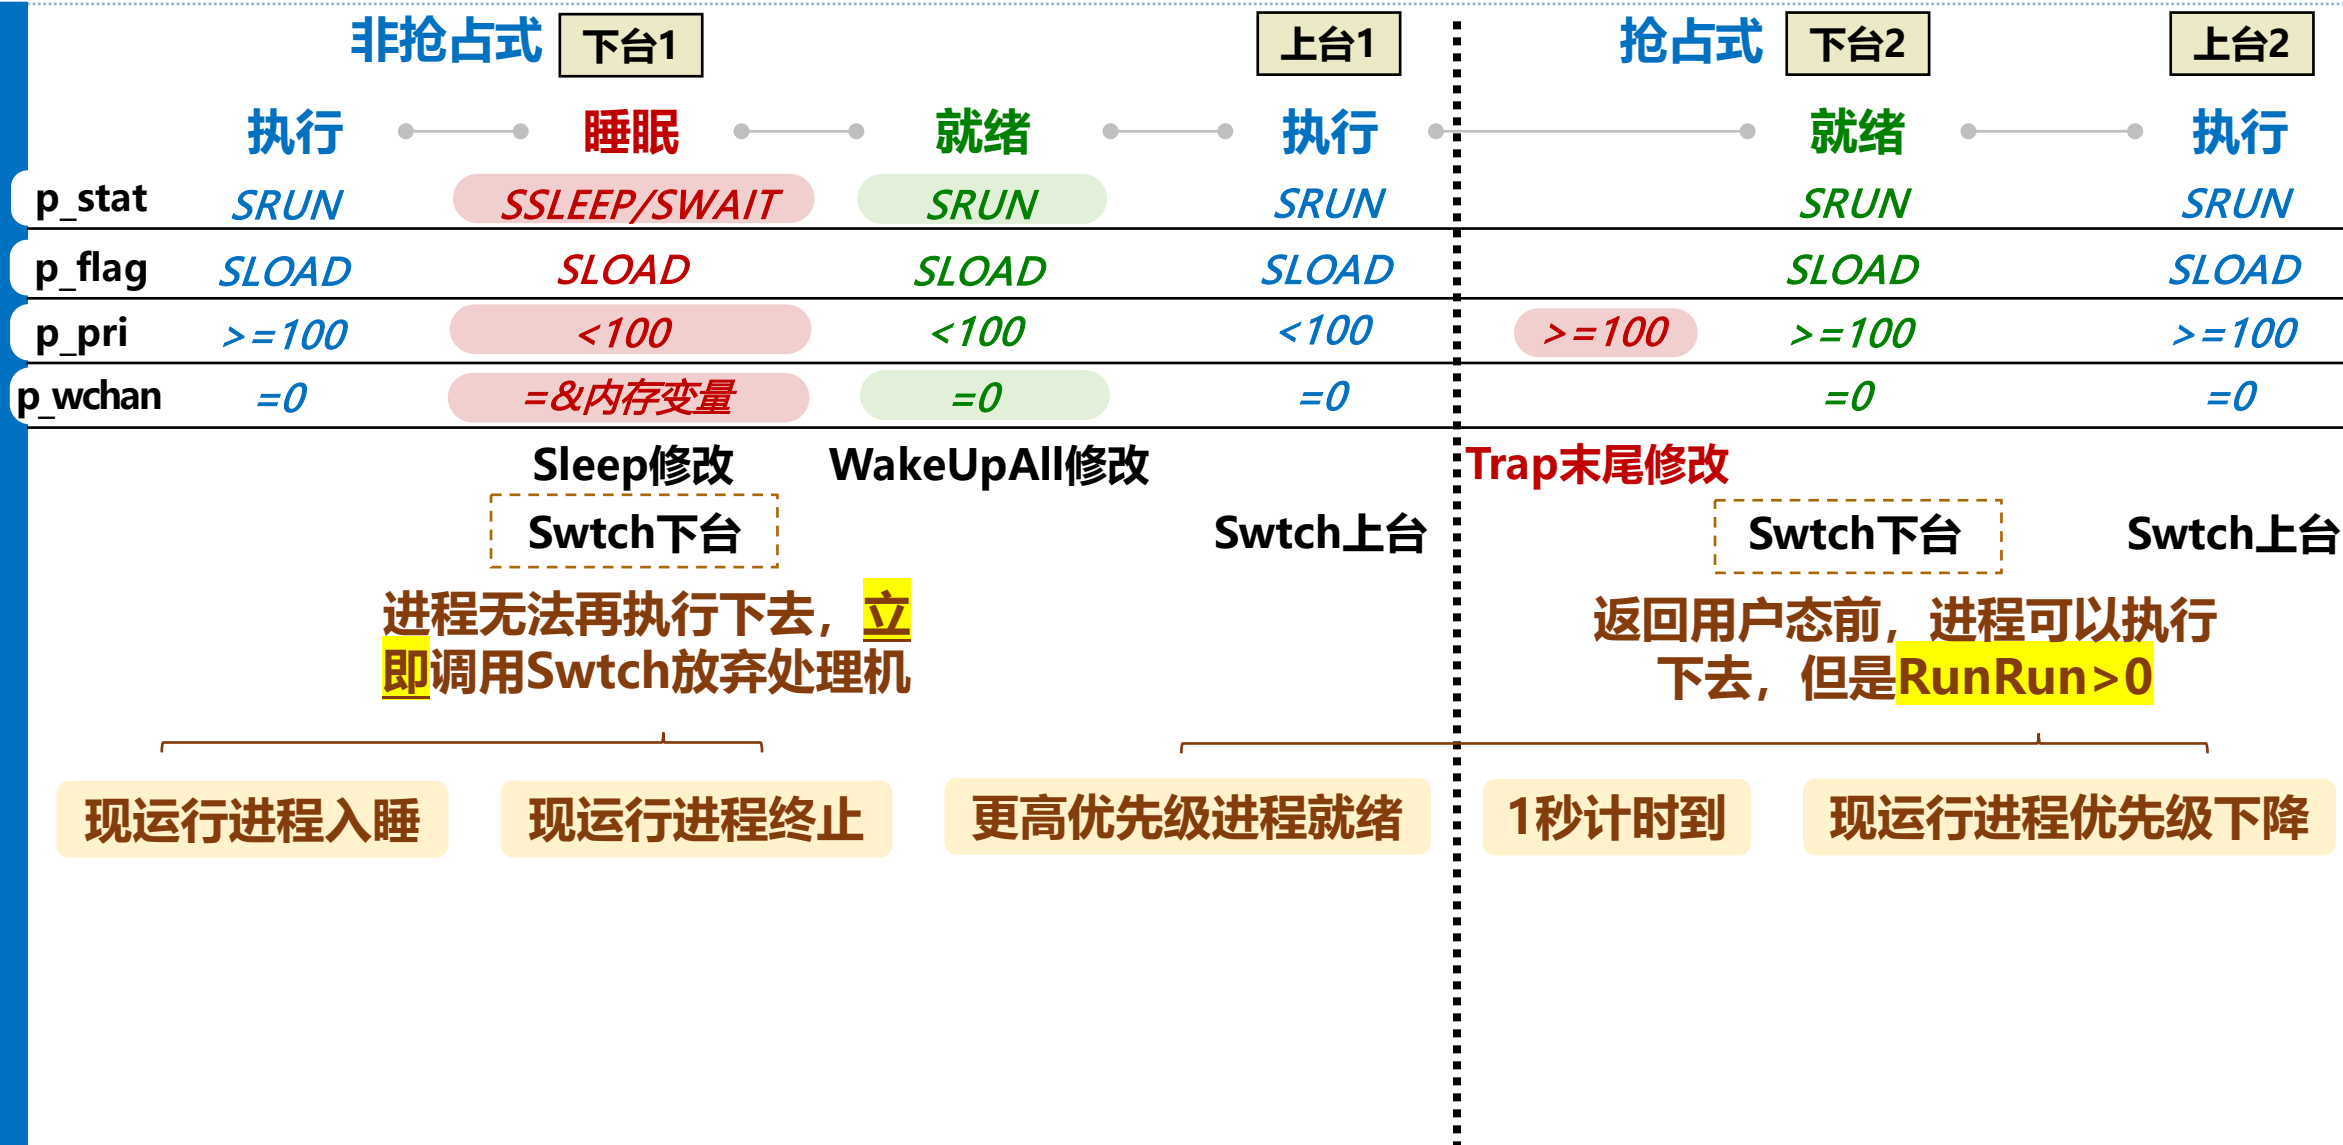 非抢占式 下台1 上台1 抢占式 下台2 上台2
执行 睡眠 就绪 执行 就绪 执行
p_stat SRUN SSLEEP/SWAIT SRUN SRUN SRUN SRUN
p_flag SLOAD SLOAD SLOAD SLOAD SLOAD SLOAD
p_pri >=100 <100 <100 <100 >=100 >=100 >=100
p_wchan =0 =&内存变量 =0 =0 =0 =0
Sleep修改 WakeUpAll修改 Trap末尾修改
Swtch下台 Swtch上台 Swtch下台 Swtch上台
进程无法再执行下去，立
即调用Swtch放弃处理机
返回用户态前，进程可以执行
下去，但是RunRun>0
现运行进程入睡 现运行进程终止 更高优先级进程就绪 1秒计时到 现运行进程优先级下降